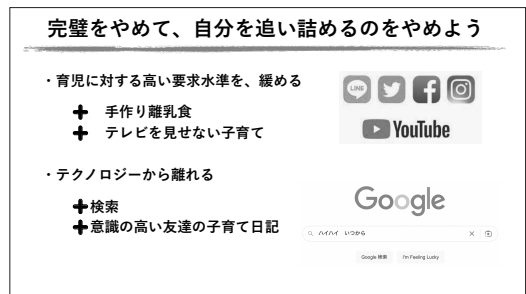 完璧をやめて、自分を追い詰めるのをやめよう
・育児に対する高い要求水準を、緩める
✚ 手作り離乳食
✚ テレビを見せない子育て
LINE
YouTube
・テクノロジーから離れる
✚検索
✚意識の高い友達の子育て日記
Google
ハイハイ いつから
Google 検索 I'm Feeling Lucky